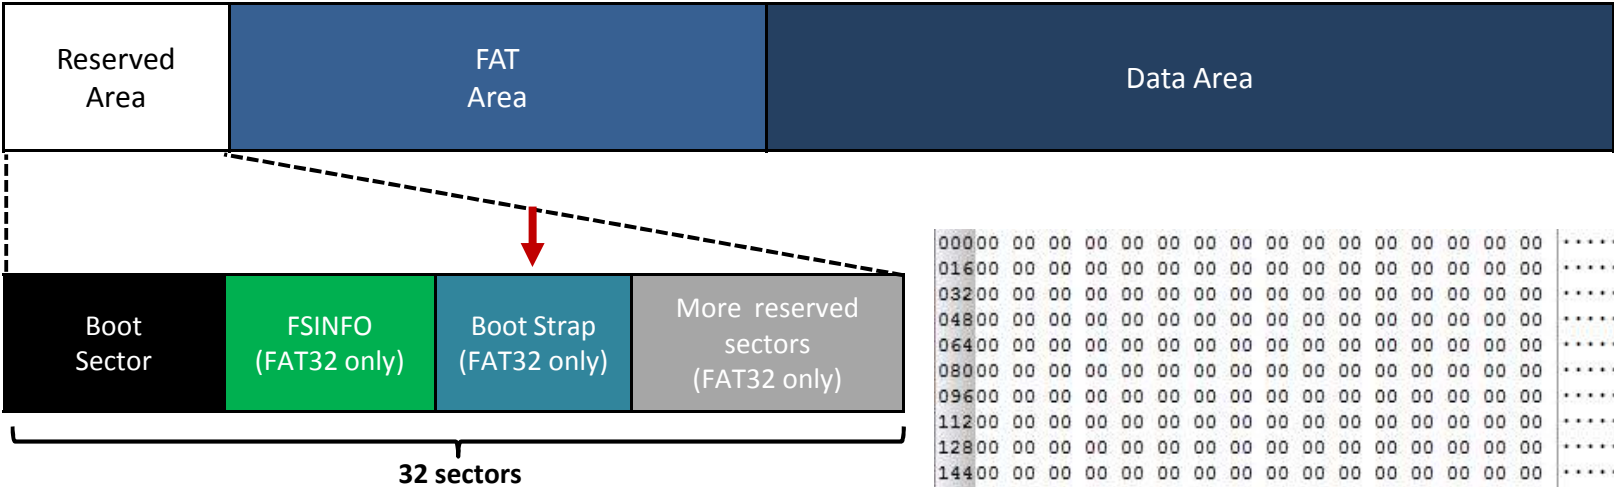 Reserved
Area
FAT
Area
Data Area
Boot
Sector
FSINFO
(FAT32 only)
Boot Strap
(FAT32 only)
More reserved
sectors
(FAT32 only)
32 sectors
000 00 00 00 00 00 00 00 00 00 00 00 00 00 00 00 00 .....
016 00 00 00 00 00 00 00 00 00 00 00 00 00 00 00 00 .....
032 00 00 00 00 00 00 00 00 00 00 00 00 00 00 00 00 .....
048 00 00 00 00 00 00 00 00 00 00 00 00 00 00 00 00 .....
064 00 00 00 00 00 00 00 00 00 00 00 00 00 00 00 00 .....
080 00 00 00 00 00 00 00 00 00 00 00 00 00 00 00 00 .....
096 00 00 00 00 00 00 00 00 00 00 00 00 00 00 00 00 .....
112 00 00 00 00 00 00 00 00 00 00 00 00 00 00 00 00 .....
128 00 00 00 00 00 00 00 00 00 00 00 00 00 00 00 00 .....
144 00 00 00 00 00 00 00 00 00 00 00 00 00 00 00 00 .....